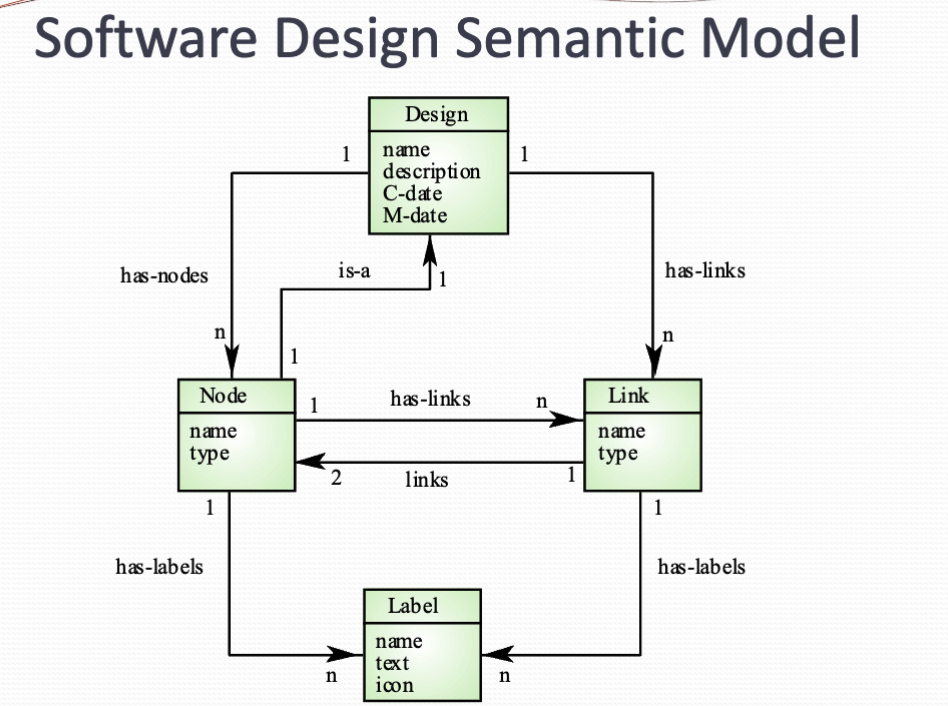 Software Design Semantic Model
Design
name
description
C-date
M-date
1
1
has-nodes
is-a
1
has-links
n
1
n
Node
name
type
1
has-links
n
Link
name
type
2
links
1
1
1
has-labels
has-labels
Label
name
text
icon
n
n